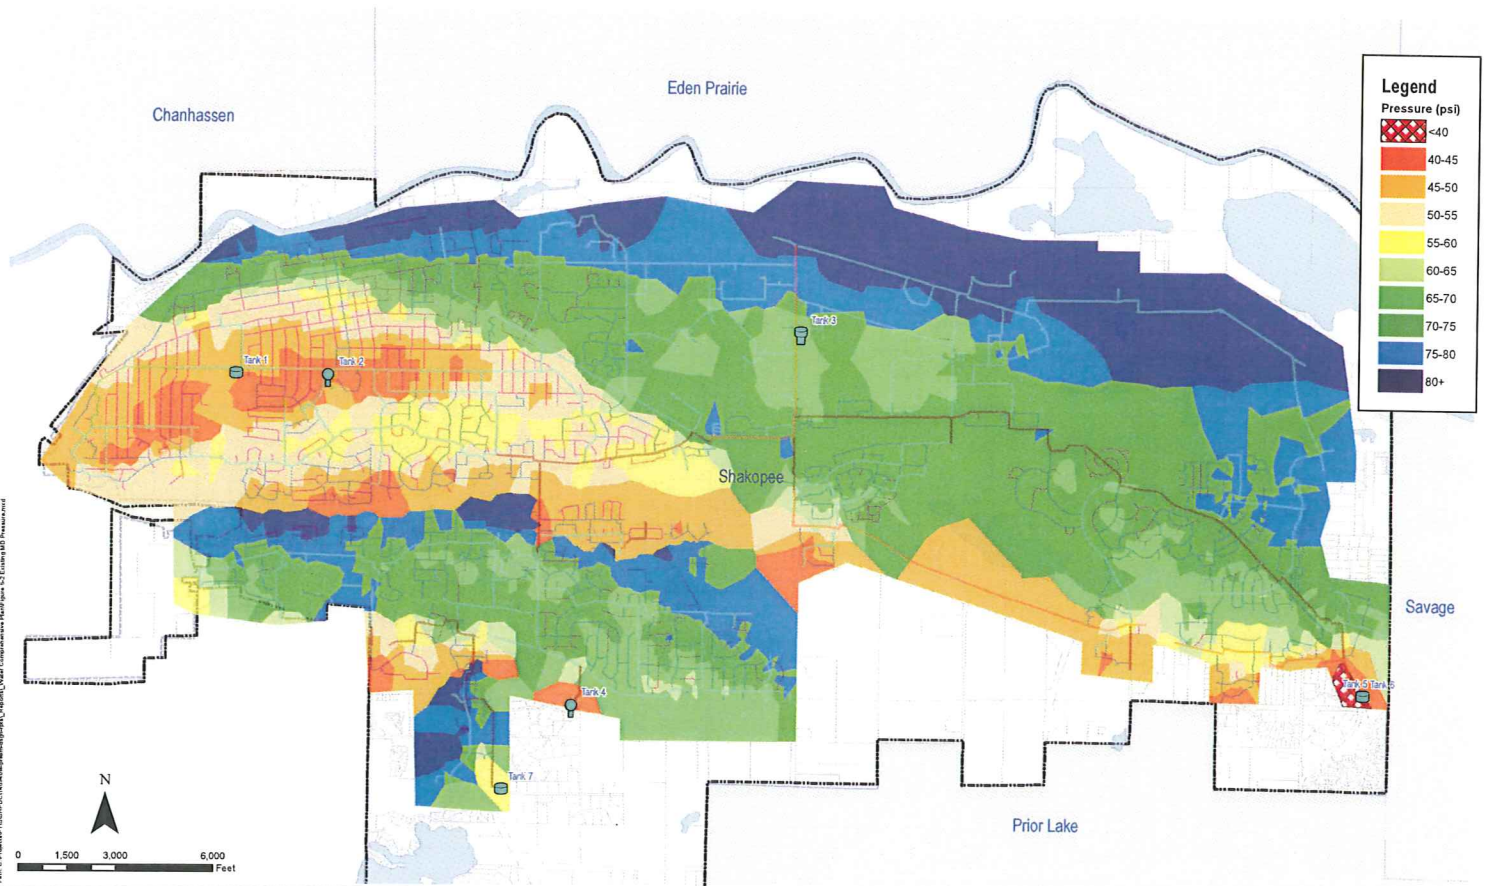 Eden Prairie
Chanhassen
Legend
Pressure (psi)
<40
40-45
45-50
50-55
55-60
60-65
65-70
70-75
75-80
80+
Tank 3
Tank 1
Tank 2
Shakopee
Savage
Tank 5
Tank 6
Tank 4
Tank 7
N
Prior Lake
0
1,500
3,000
6,000
Feet